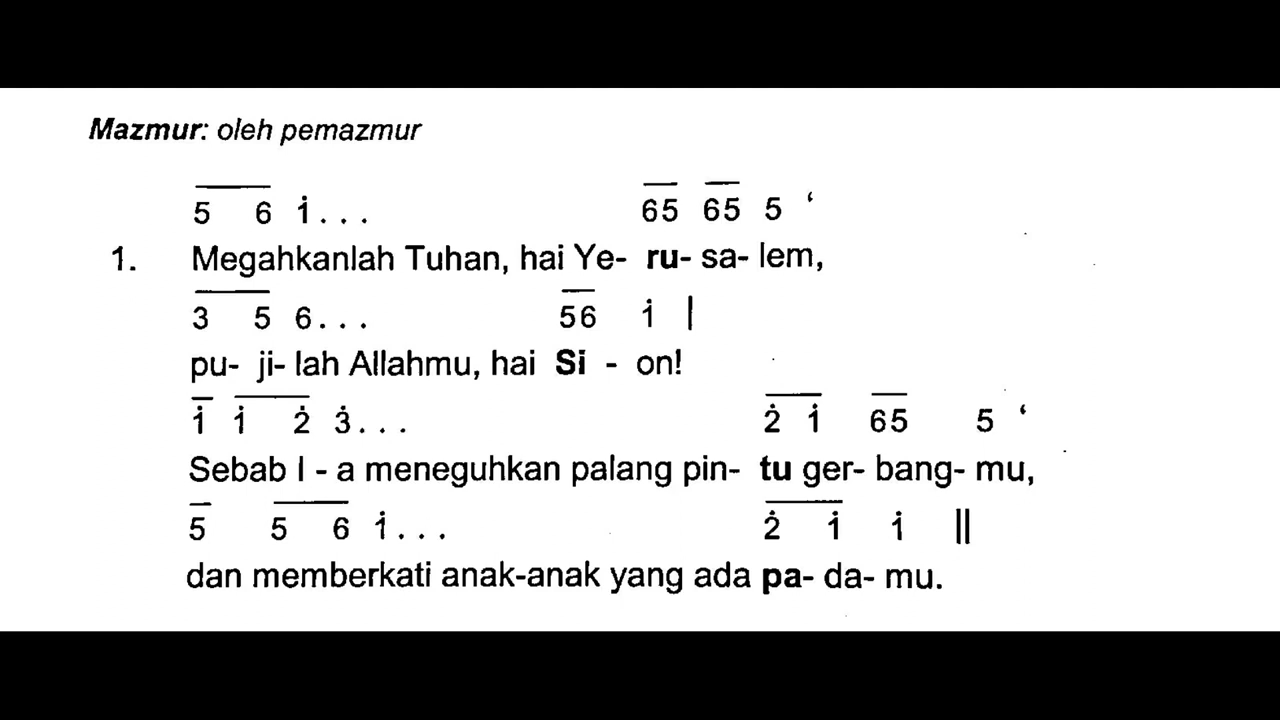 Mazmur: oleh pemazmur
5 6 i̇... 65 65 5 ‘
1. Megahkanlah Tuhan, hai Ye- ru- sa- lem,
3 5 6... 56 1̇ |
pu- ji- lah Allahmu, hai Si - on!
1̇ 1̇ 2̇ 3̇... 2̇ 1̇ 65 5 ‘
Sebab I - a meneguhkan palang pin- tu ger- bang- mu,
5 5 6 1̇... 2̇ 1̇ 1̇ ||
dan memberkati anak-anak yang ada pa- da- mu.